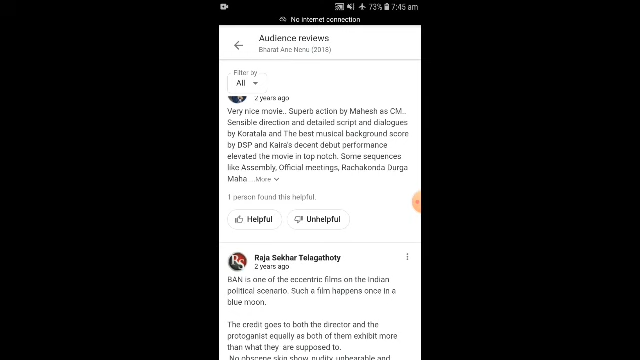 73% 7:45 am
No internet connection
Audience reviews
Bharat Ane Nenu (2018)
Filter by
All
2 years ago
Very nice movie.. Superb action by Mahesh as CM..
Sensible direction and detailed script and dialogues
by Koratala and The best musical background score
by DSP and Kaira's decent debut performance
elevated the movie in top notch. Some sequences
like Assembly, Official meetings, Rachakonda Durga
Maha... More
1 person found this helpful.
Helpful Unhelpful
RS
Raja Sekhar Telagathoty
2 years ago
BAN is one of the eccentric films on the Indian
political scenario. Such a film happens once in a
blue moon.
The credit goes to both the director and the
protoganist equally as both of them exhibit more
than what they are supposed to.
No obscene skin show, nudity, unbearable and